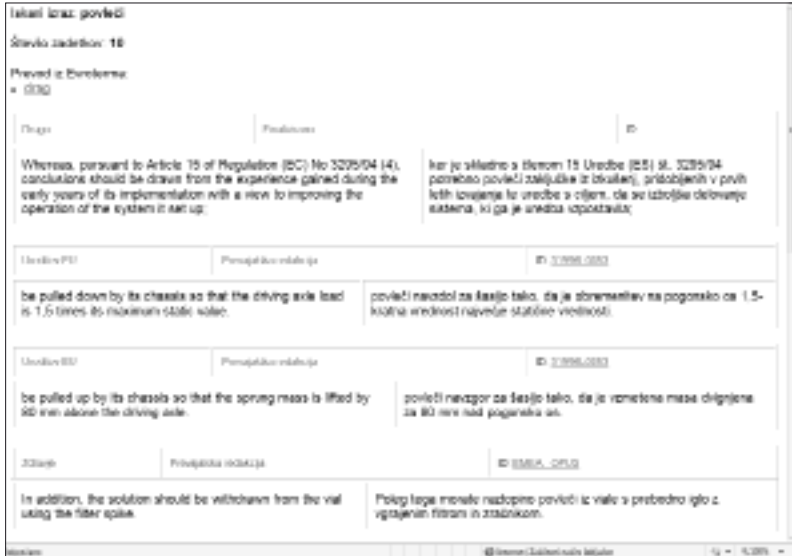 Iskani izraz: povleči
Število zadetkov: 10
Prevod iz Evroterma:
drag
Drugo
ID
Whereas, pursuant to Article 15 of Regulation (EC) No 3295/94 (4),
conclusions should be drawn from the experience gained during the
early years of its implementation with a view to improving the
operation of the system it set up;
ker je skladno s členom 15 Uredbe (ES) št. 3295/94
potrebno povleči zaključke iz izkušenj, pridobljenih v prvih
letih izvajanja te uredbe s ciljem, da se izboljša delovanje
sistema, ki ga je uredba vzpostavila;
Prevajalska redakcija
ID
be pulled down by its chassis so that the driving axle load
is 1,5 times its maximum static value.
povleči navzdol za šasijo tako, da je obremenitev na pogonsko os 1,5-
kratna vrednost največje statične vrednosti.
Prevajalska redakcija
ID
be pulled up by its chassis so that the sprung mass is lifted by
80 mm above the driving axle.
povleči navzgor za šasijo tako, da je vzmetena masa dvignjena
za 80 mm nad pogonsko os.
Prevajalska redakcija
ID
In addition, the solution should be withdrawn from the vial
using the filter spike.
Poleg tega morate raztopino povleči iz viale s prebodno iglo z
vgrajenim filtrom in zračnikom.